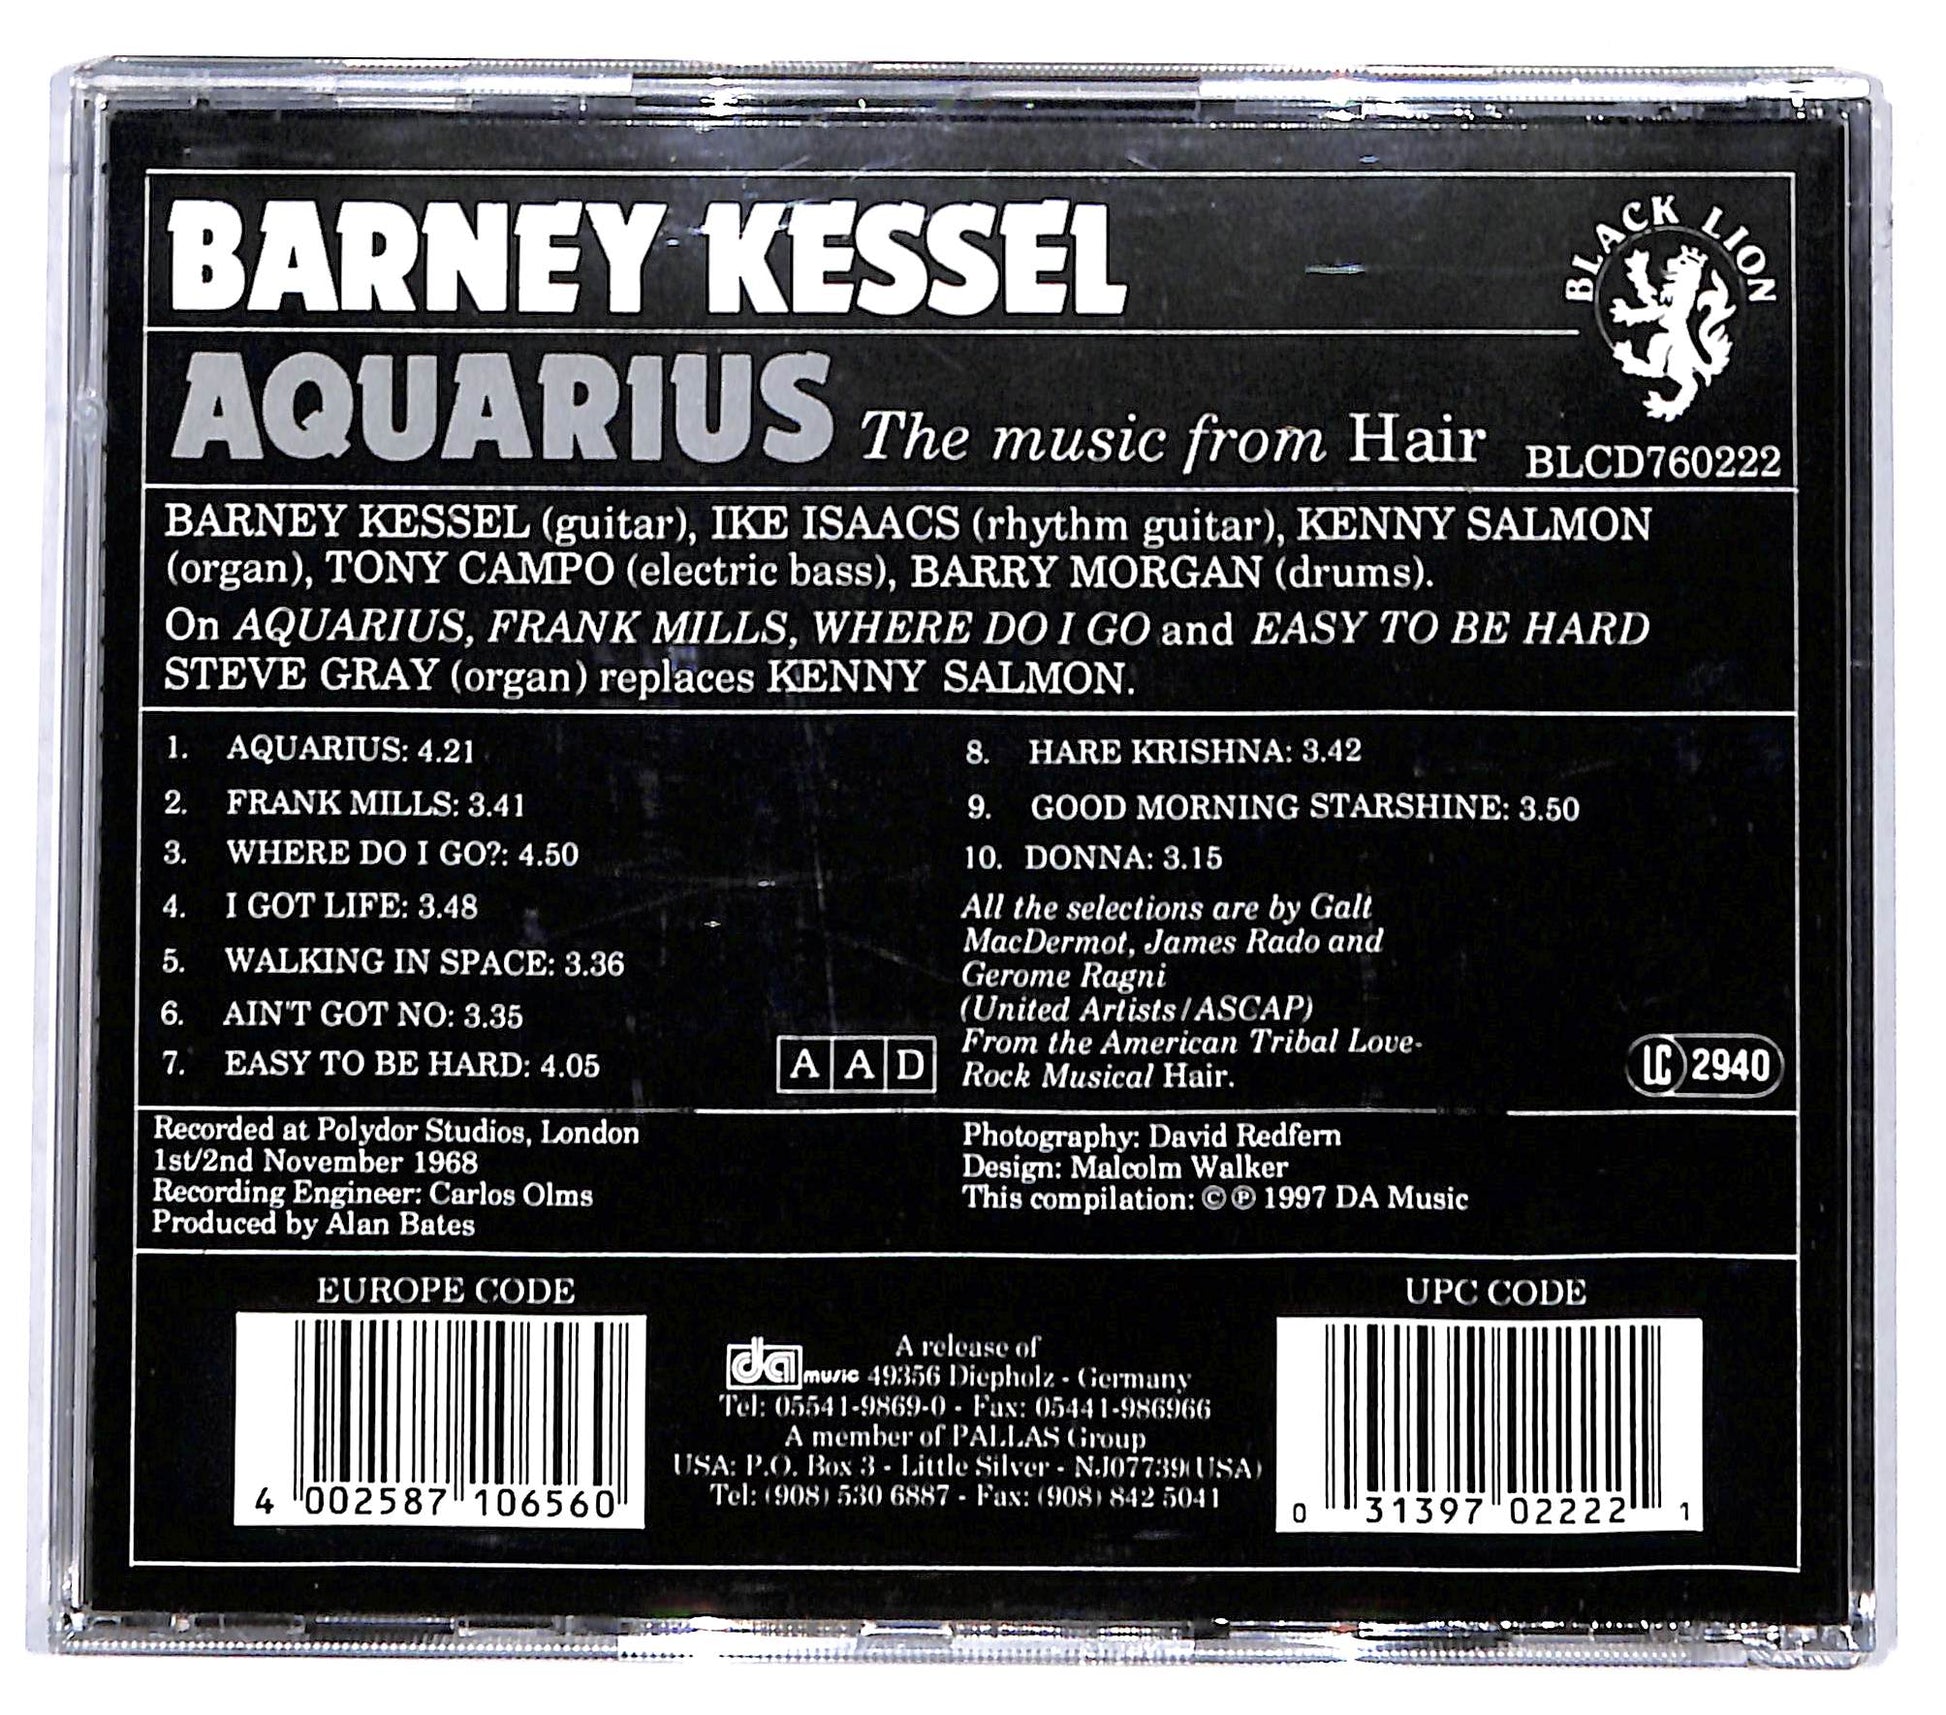 BARNEY KESSEL
BLACK LION
AQUARIUS The music from Hair
BLCD760222
BARNEY KESSEL (guitar), IKE ISAACS (rhythm guitar), KENNY SALMON
(organ), TONY CAMPO (electric bass), BARRY MORGAN (drums).
On AQUARIUS, FRANK MILLS, WHERE DO I GO and EASY TO BE HARD
STEVE GRAY (organ) replaces KENNY SALMON.
1. AQUARIUS: 4.21
2. FRANK MILLS: 3.41
3. WHERE DO I GO?: 4.50
4. I GOT LIFE: 3.48
5. WALKING IN SPACE: 3.36
6. AIN'T GOT NO: 3.35
7. EASY TO BE HARD: 4.05
AAD
8. HARE KRISHNA: 3.42
9. GOOD MORNING STARSHINE: 3.50
10. DONNA: 3.15
All the selections are by Galt
MacDermot, James Rado and
Gerome Ragni
(United Artists/ASCAP)
From the American Tribal Love-
Rock Musical Hair.
LC 2940
Recorded at Polydor Studios, London
1st/2nd November 1968
Recording Engineer: Carlos Olms
Produced by Alan Bates
Photography: David Redfern
Design: Malcolm Walker
This compilation: © ℗ 1997 DA Music
EUROPE CODE
4 002587 106560
A release of
da music 49356 Diepholz - Germany
Tel: 05541-9869-0 - Fax: 05441-986966
A member of PALLAS Group
USA: P.O. Box 3 - Little Silver - NJ07739(USA)
Tel: (908) 530 6887 - Fax: (908) 842 5041
UPC CODE
0 31397 02222 1